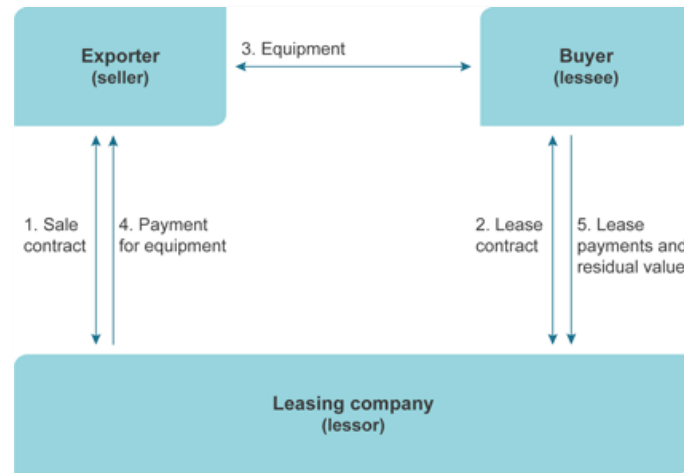 Exporter
(seller)
3. Equipment
Buyer
(lessee)
1. Sale
contract
4. Payment
for equipment
2. Lease
contract
5. Lease
payments and
residual value
Leasing company
(lessor)